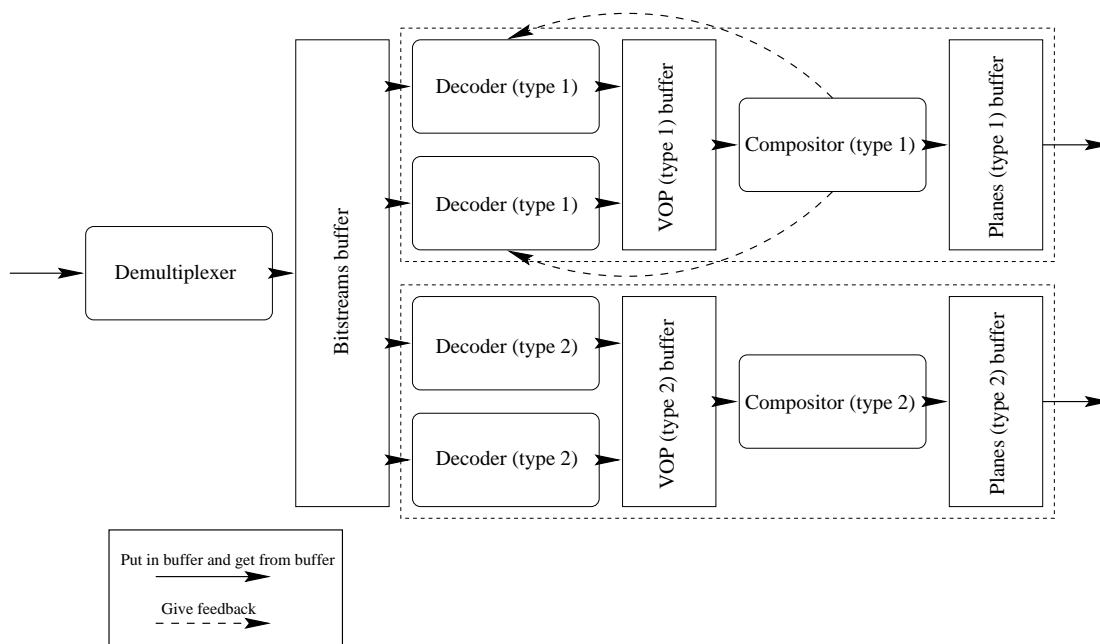 Decoder (type 1)
Decoder (type 1)
VOP (type 1) buffer
Compositor (type 1)
Planes (type 1) buffer
Demultiplexer
Bitstreams buffer
Decoder (type 2)
Decoder (type 2)
VOP (type 2) buffer
Compositor (type 2)
Planes (type 2) buffer
Put in buffer and get from buffer
Give feedback